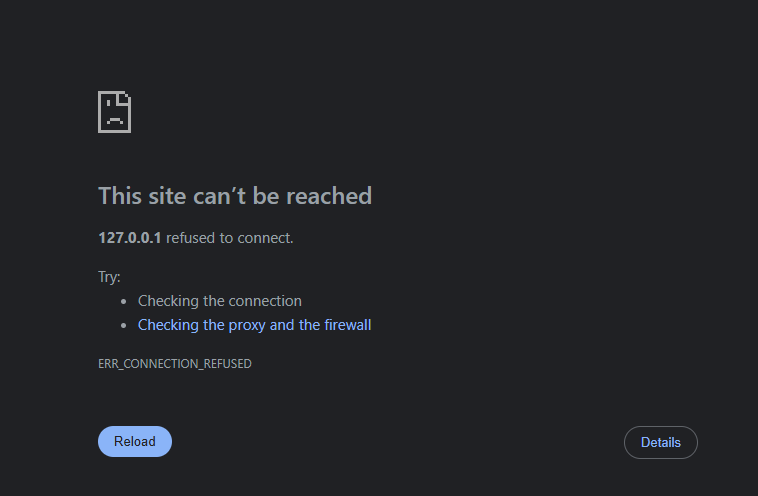 This site can’t be reached
127.0.0.1 refused to connect.
Try:
• Checking the connection
• Checking the proxy and the firewall
ERR_CONNECTION_REFUSED
Reload
Details